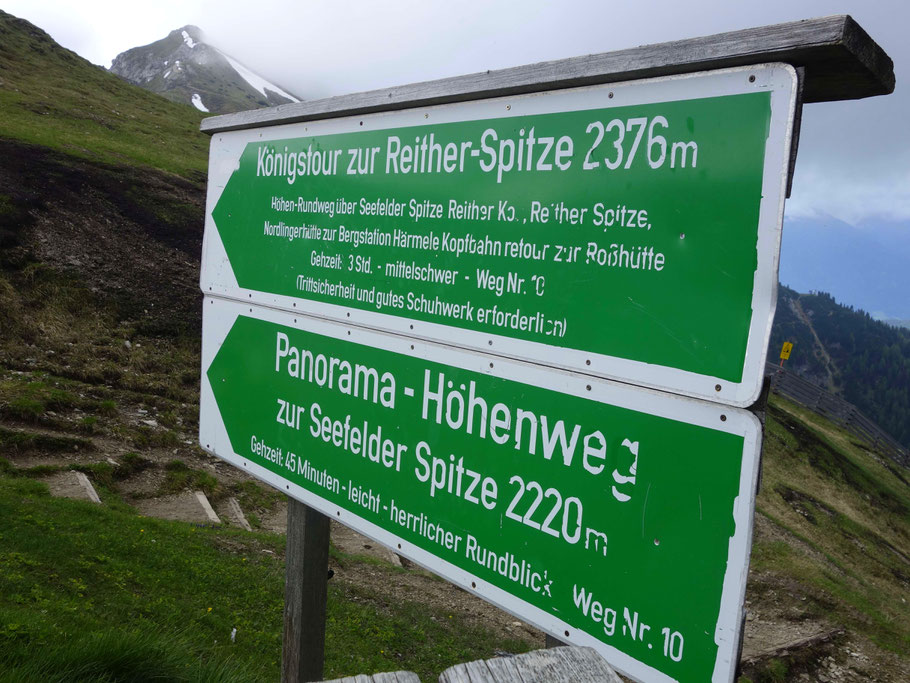 Königstour zur Reither-Spitze 2376m
Höhen-Rundweg über Seefelder Spitze Reither Ko., Reither Spitze,
Nordlingerhütte zur Bergstation Härmele Kopfbahn retour zur Roßhütte
Gehzeit: 3 Std. - mittelschwer - Weg Nr. 10
(Trittsicherheit und gutes Schuhwerk erforderlich)
Panorama - Höhenweg
zur Seefelder Spitze 2220m
Gehzeit: 45 Minuten - leicht - herrlicher Rundblick Weg Nr. 10